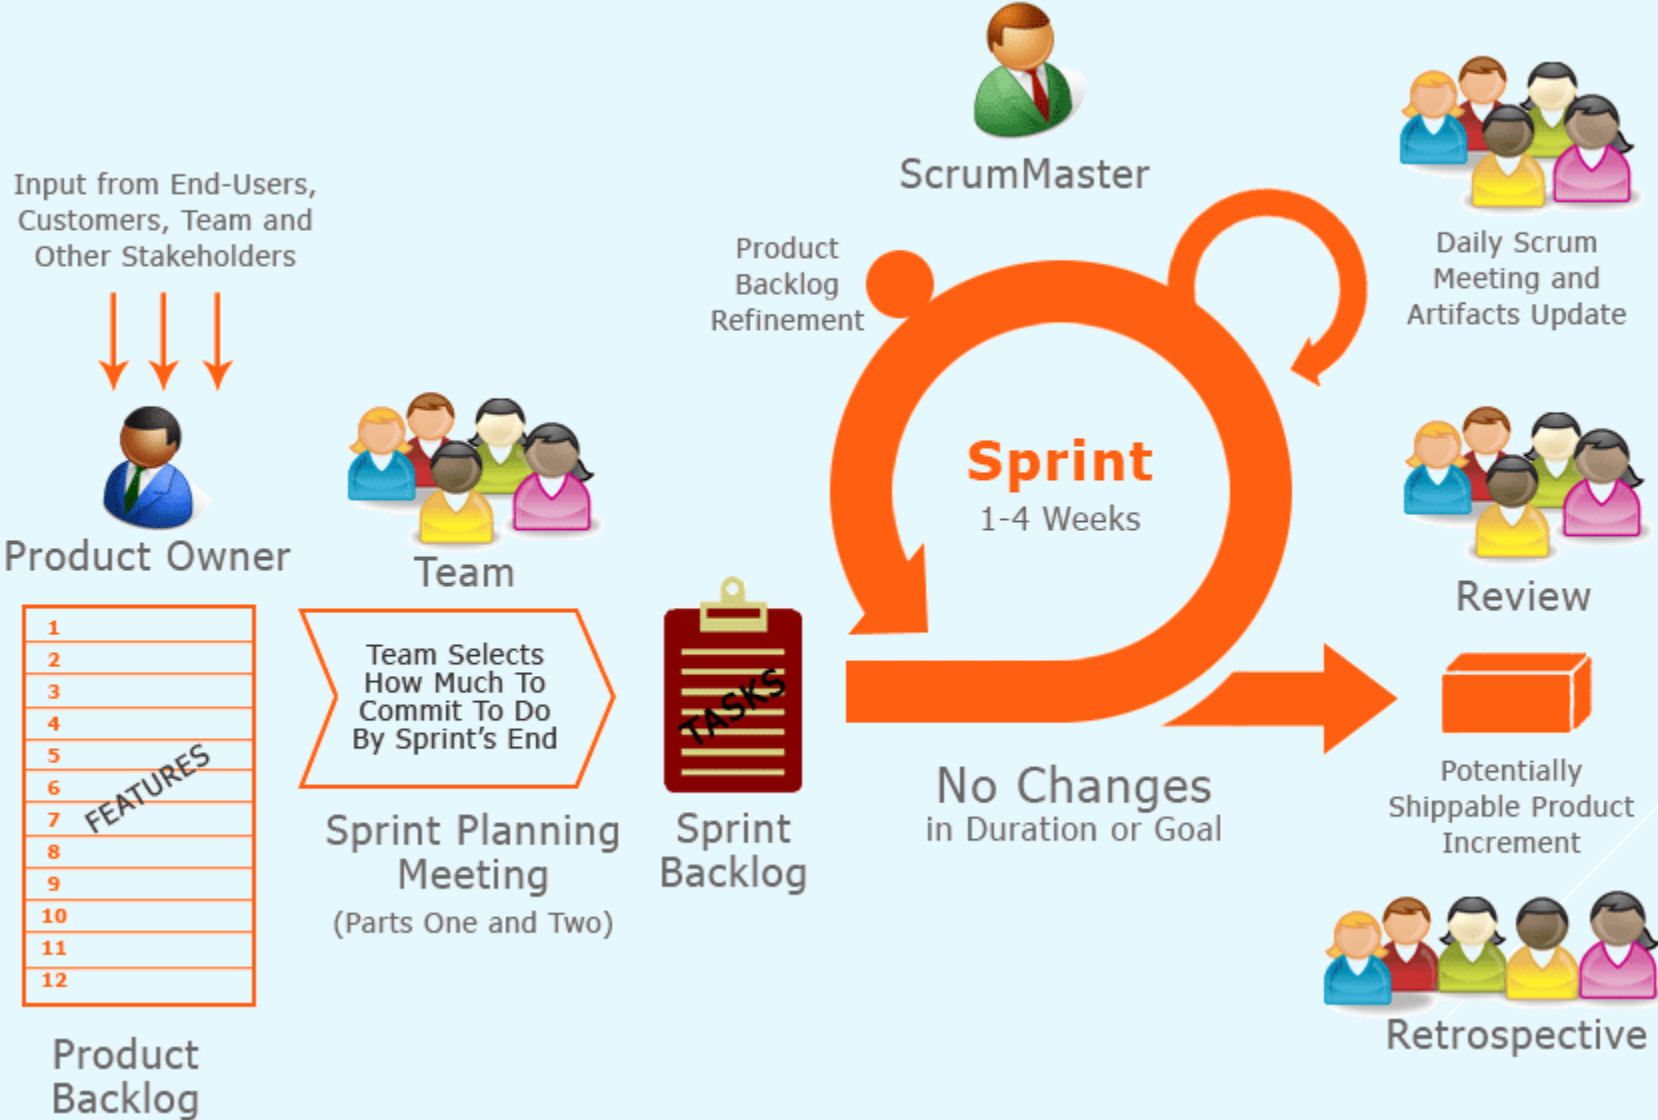 Input from End-Users,
Customers, Team and
Other Stakeholders
Product Owner
1
2
3
4
5
6
7
8
9
10
11
12
FEATURES
Product
Backlog
Team
Team Selects
How Much To
Commit To Do
By Sprint's End
Sprint Planning
Meeting
(Parts One and Two)
TASKS
Sprint
Backlog
ScrumMaster
Product
Backlog
Refinement
Sprint
1-4 Weeks
No Changes
in Duration or Goal
Daily Scrum
Meeting and
Artifacts Update
Review
Potentially
Shippable Product
Increment
Retrospective